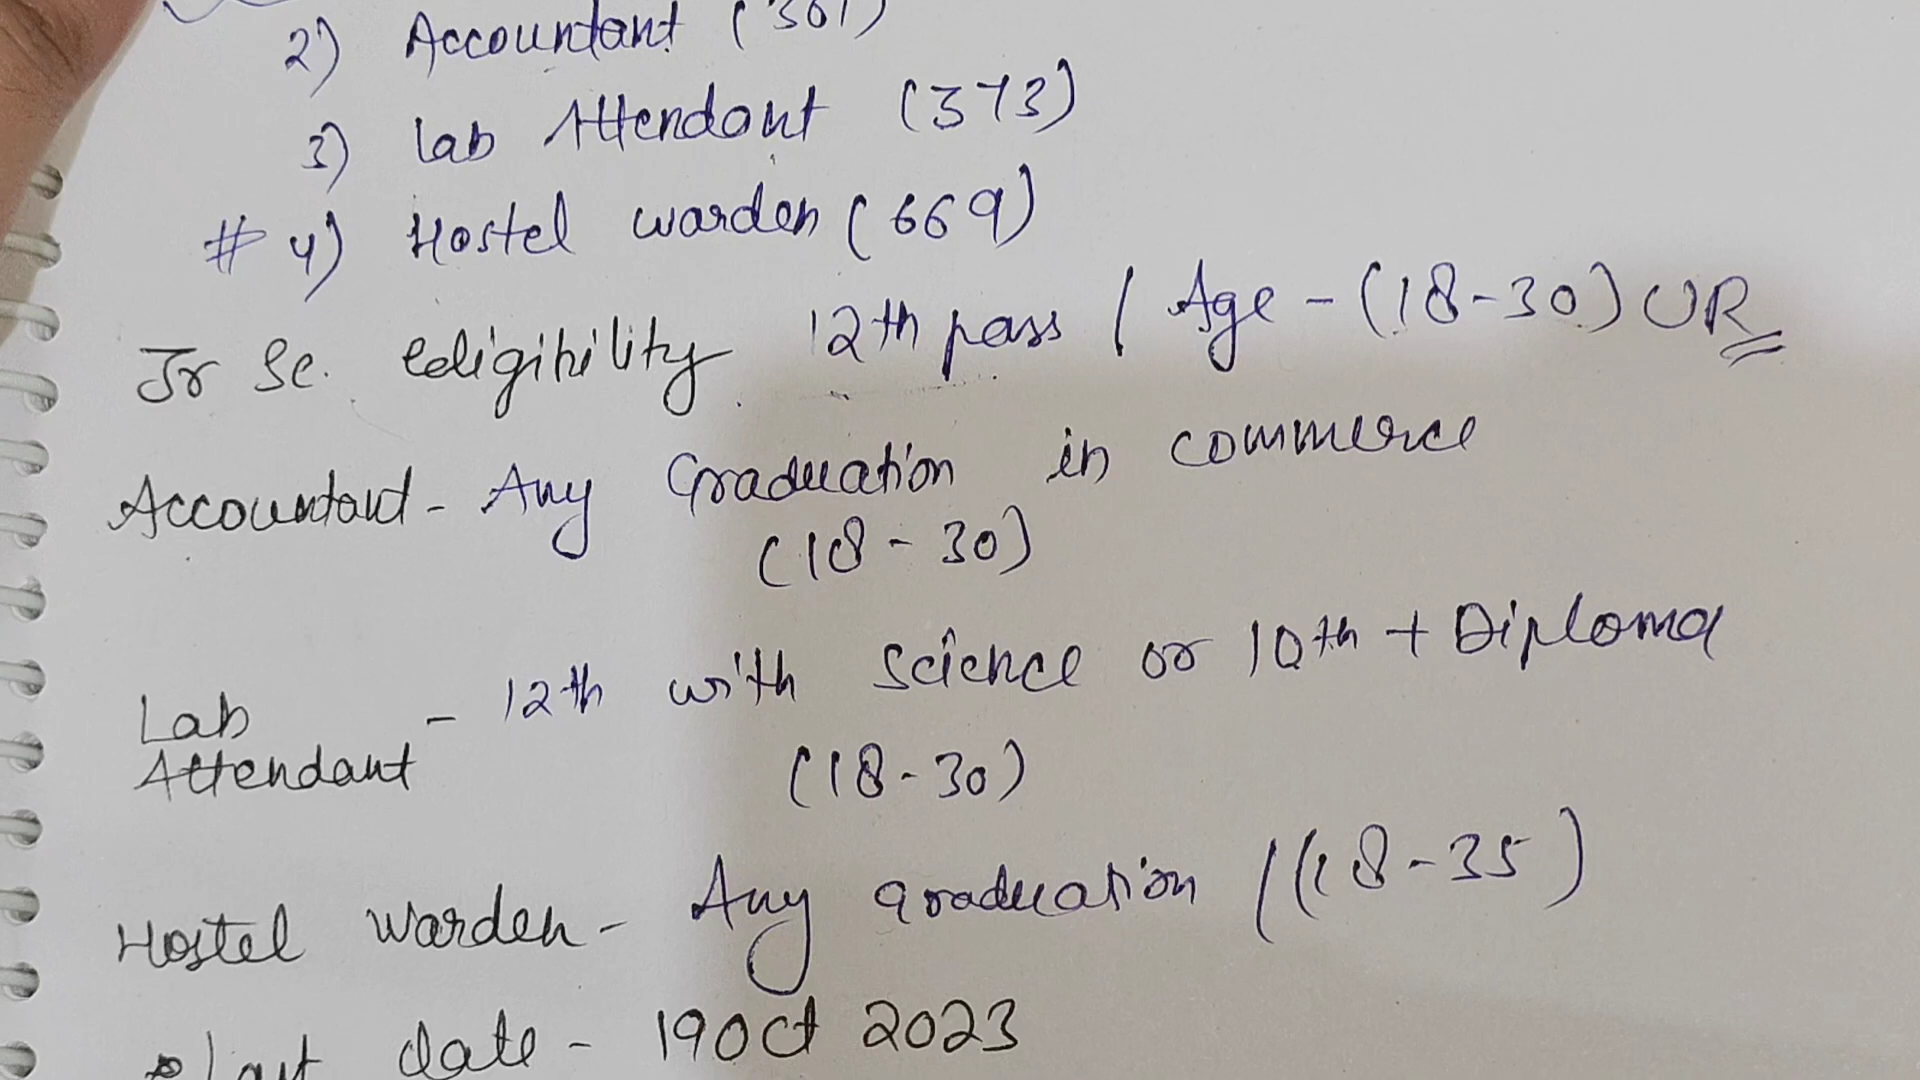 2) Accountant (361)
3) Lab Attendant (373)
# 4) Hostel warden (669)
Jr Se. eligibility 12th pass / Age - (18-30) UR
Accountant - Any Graduation in commerce
(18 - 30)
Lab Attendant - 12th with Science or 10th + Diploma
(18-30)
Hostel warden - Any graduation / (18-35)
Last date - 19 Oct 2023